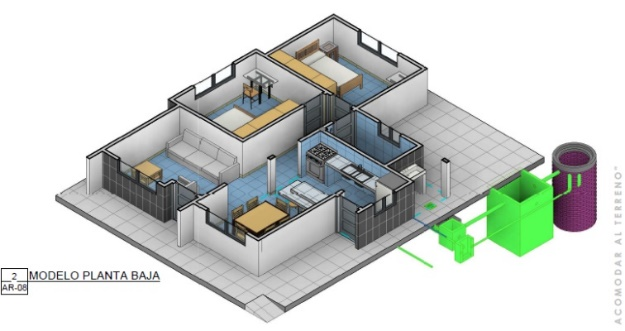 2
AR-08
MODELO PLANTA BAJA
ACOMODAR AL TERRENO"